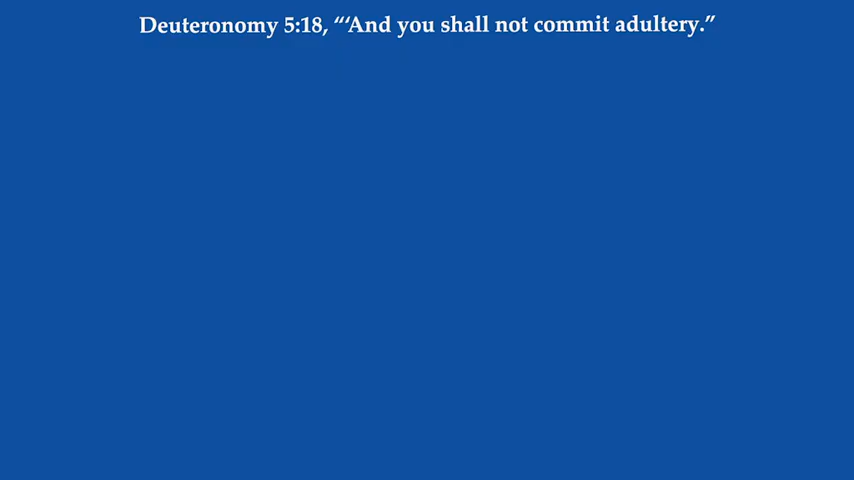 Deuteronomy 5:18, “‘And you shall not commit adultery.”